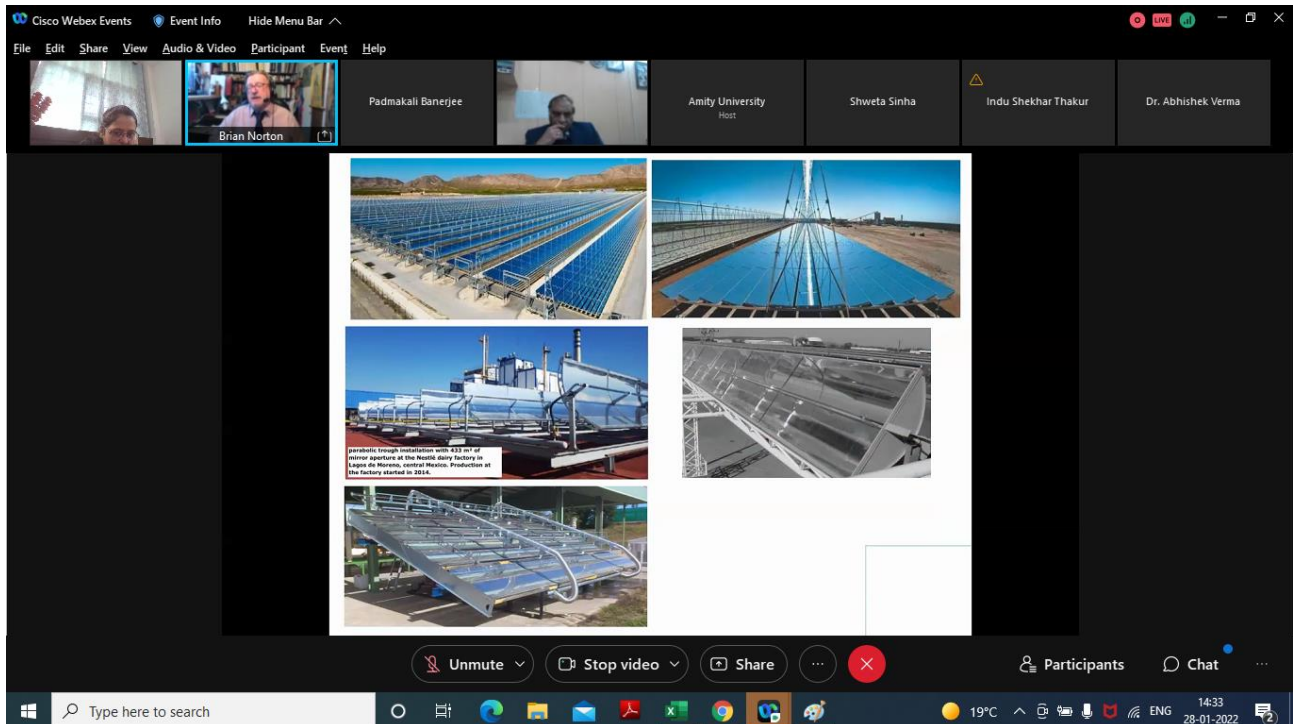 Cisco Webex Events
Event Info
Hide Menu Bar
LIVE
File Edit Share View Audio & Video Participant Event Help
Brian Norton
Padmakali Banerjee
Amity University
Host
Shweta Sinha
Indu Shekhar Thakur
Dr. Abhishek Verma
parabolic trough installation with 433 m² of
mirror aperture at the Nestlé dairy factory in
Lagos de Moreno, central Mexico. Production at
the factory started in 2014.
Unmute
Stop video
Share
Participants
Chat
Type here to search
19°C
ENG
14:33
28-01-2022
2